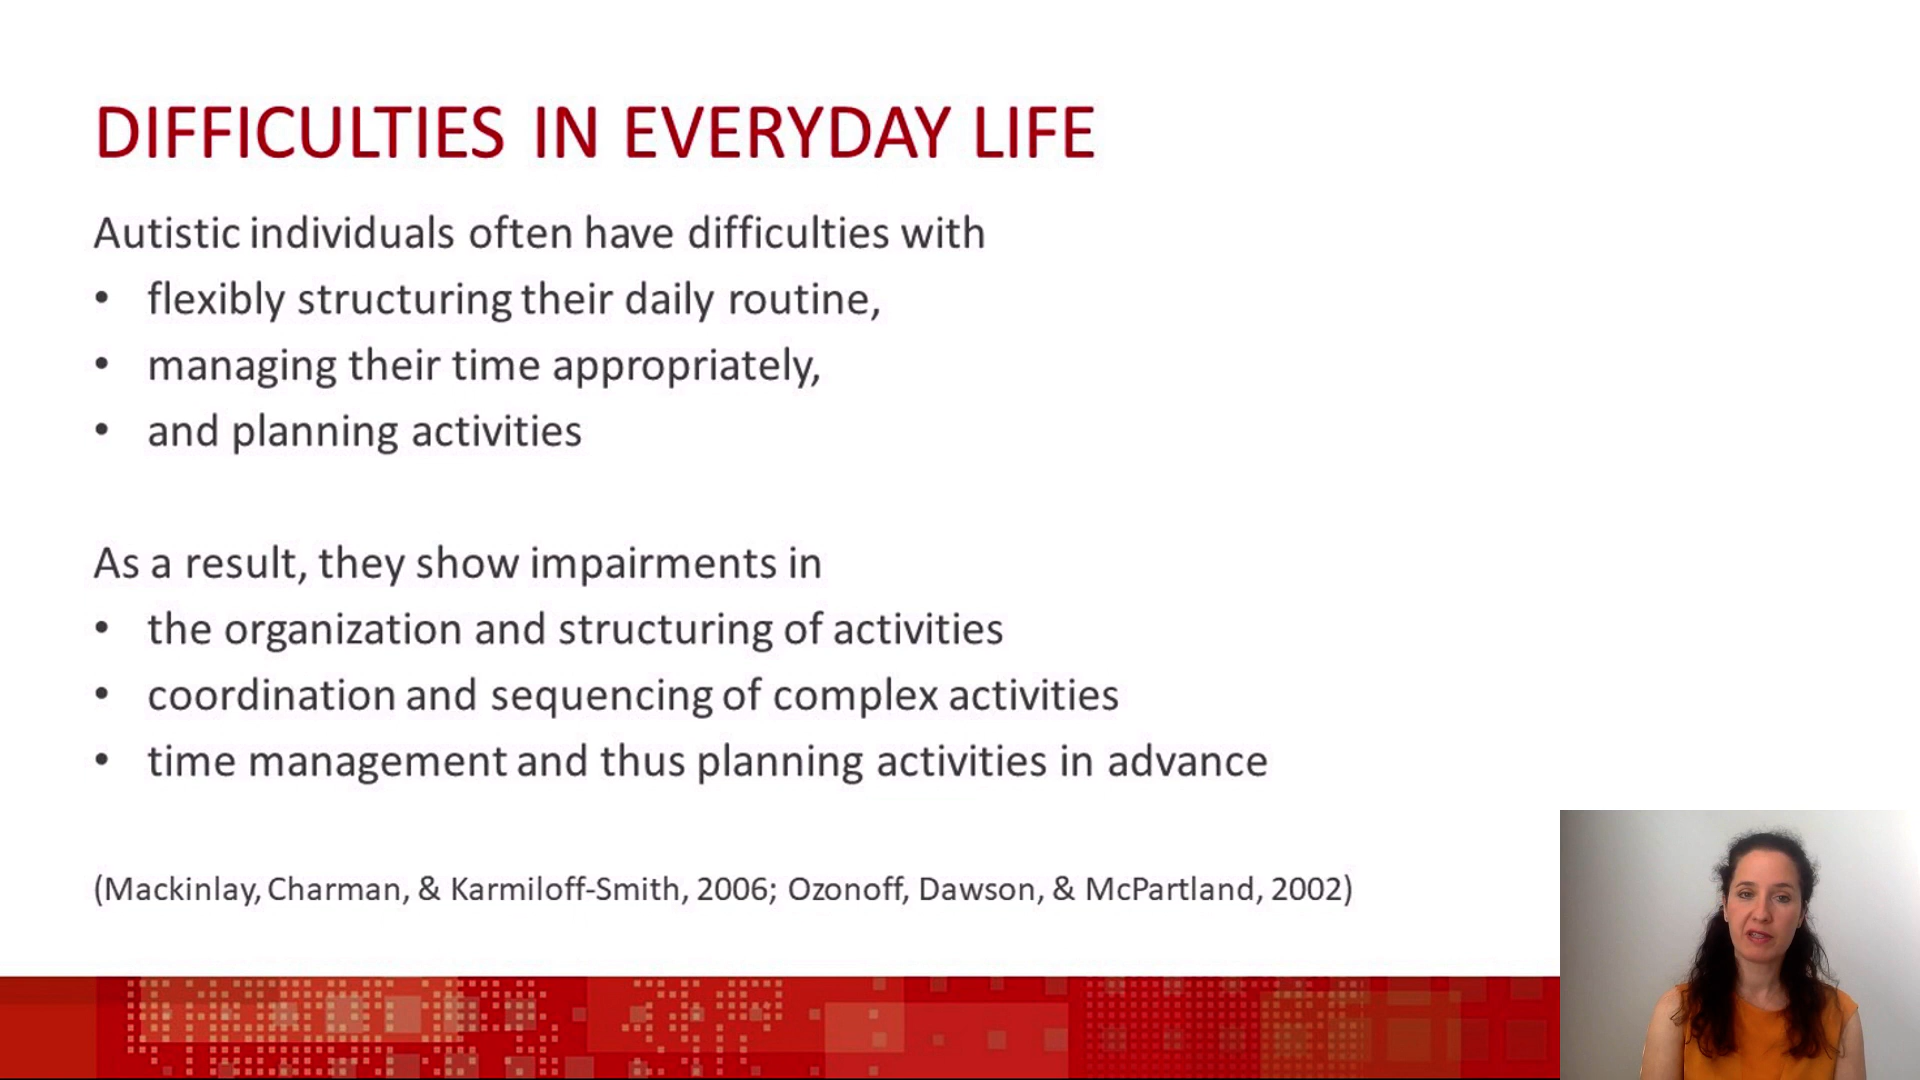 DIFFICULTIES IN EVERYDAY LIFE
Autistic individuals often have difficulties with
• flexibly structuring their daily routine,
• managing their time appropriately,
• and planning activities
As a result, they show impairments in
• the organization and structuring of activities
• coordination and sequencing of complex activities
• time management and thus planning activities in advance
(Mackinlay, Charman, & Karmiloff-Smith, 2006; Ozonoff, Dawson, & McPartland, 2002)